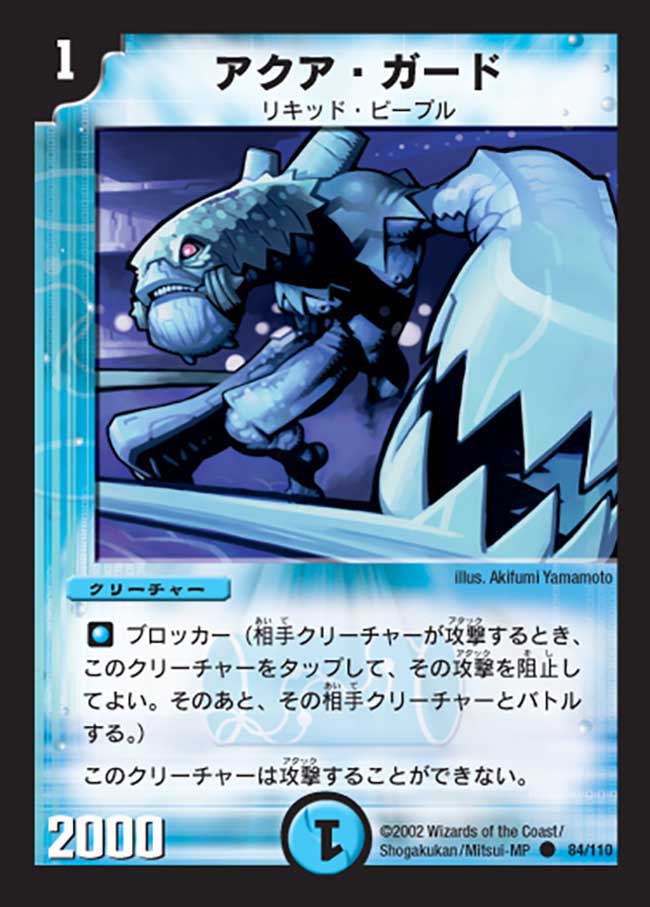 1
アクア・ガード
リキッド・ピープル
illus. Akifumi Yamamoto
クリーチャー
ブロッカー（相手クリーチャーが攻撃するとき、
このクリーチャーをタップして、その攻撃を阻止し
てよい。そのあと、その相手クリーチャーとバトル
する。）
このクリーチャーは攻撃することができない。
2000
1
©2002 Wizards of the Coast/
Shogakukan/Mitsui-MP
84/110